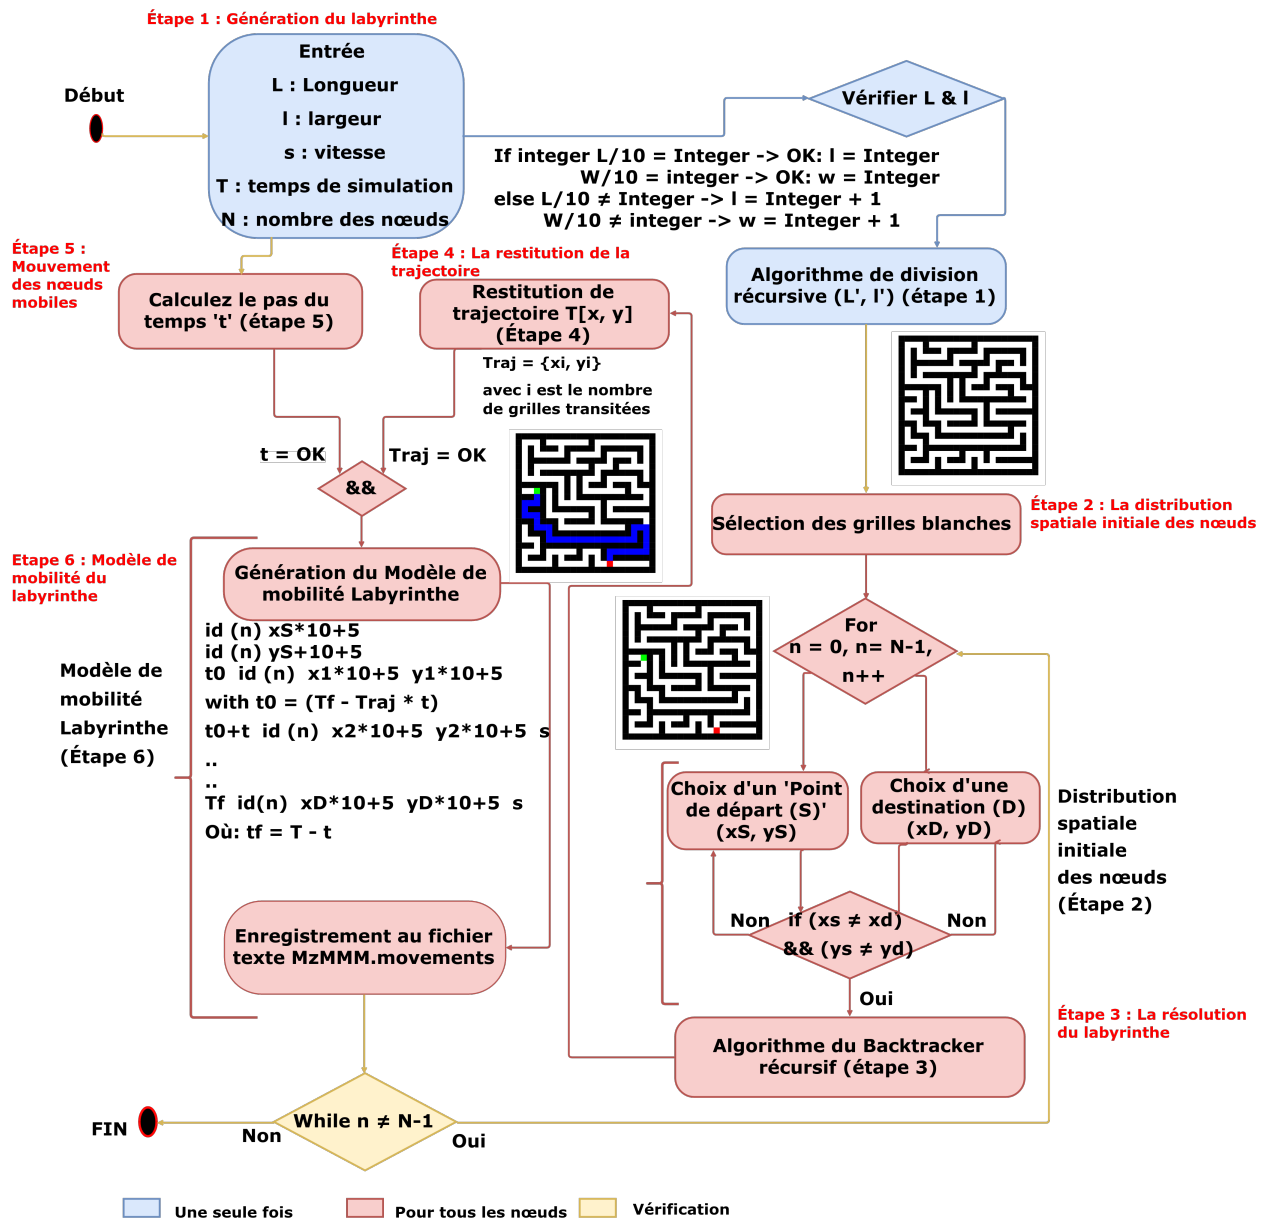 Étape 1 : Génération du labyrinthe
Début
Entrée
L : Longueur
l : largeur
s : vitesse
T : temps de simulation
N : nombre des nœuds
Vérifier L & l
If integer L/10 = Integer -> OK: l = Integer
W/10 = integer -> OK: w = Integer
else L/10 ≠ Integer -> l = Integer + 1
W/10 ≠ integer -> w = Integer + 1
Algorithme de division
récursive (L', l') (étape 1)
Étape 5 :
Mouvement
des nœuds
mobiles
Calculez le pas du
temps 't' (étape 5)
Étape 4 : La restitution de la
trajectoire
Restitution de
trajectoire T[x, y]
(Étape 4)
Traj = {xi, yi}
avec i est le nombre
de grilles transitées
t = OK
Traj = OK
&&
Sélection des grilles blanches
Étape 2 : La distribution
spatiale initiale des nœuds
Etape 6 : Modèle de
mobilité du
labyrinthe
Génération du Modèle de
mobilité Labyrinthe
id (n) xS*10+5
id (n) yS+10+5
t0 id (n) x1*10+5 y1*10+5
with t0 = (Tf - Traj * t)
t0+t id (n) x2*10+5 y2*10+5 s
..
..
Tf id(n) xD*10+5 yD*10+5 s
Où: tf = T - t
Modèle de
mobilité
Labyrinthe
(Étape 6)
For
n = 0, n= N-1,
n++
Choix d'un 'Point
de départ (S)'
(xS, yS)
Choix d'une
destination (D)
(xD, yD)
Distribution
spatiale
initiale
des nœuds
(Étape 2)
Non
if (xs ≠ xd)
&& (ys ≠ yd)
Non
Oui
Enregistrement au fichier
texte MzMMM.movements
Étape 3 : La résolution
du labyrinthe
Algorithme du Backtracker
récursif (étape 3)
While n ≠ N-1
FIN
Non
Oui
Une seule fois
Pour tous les nœuds
Vérification